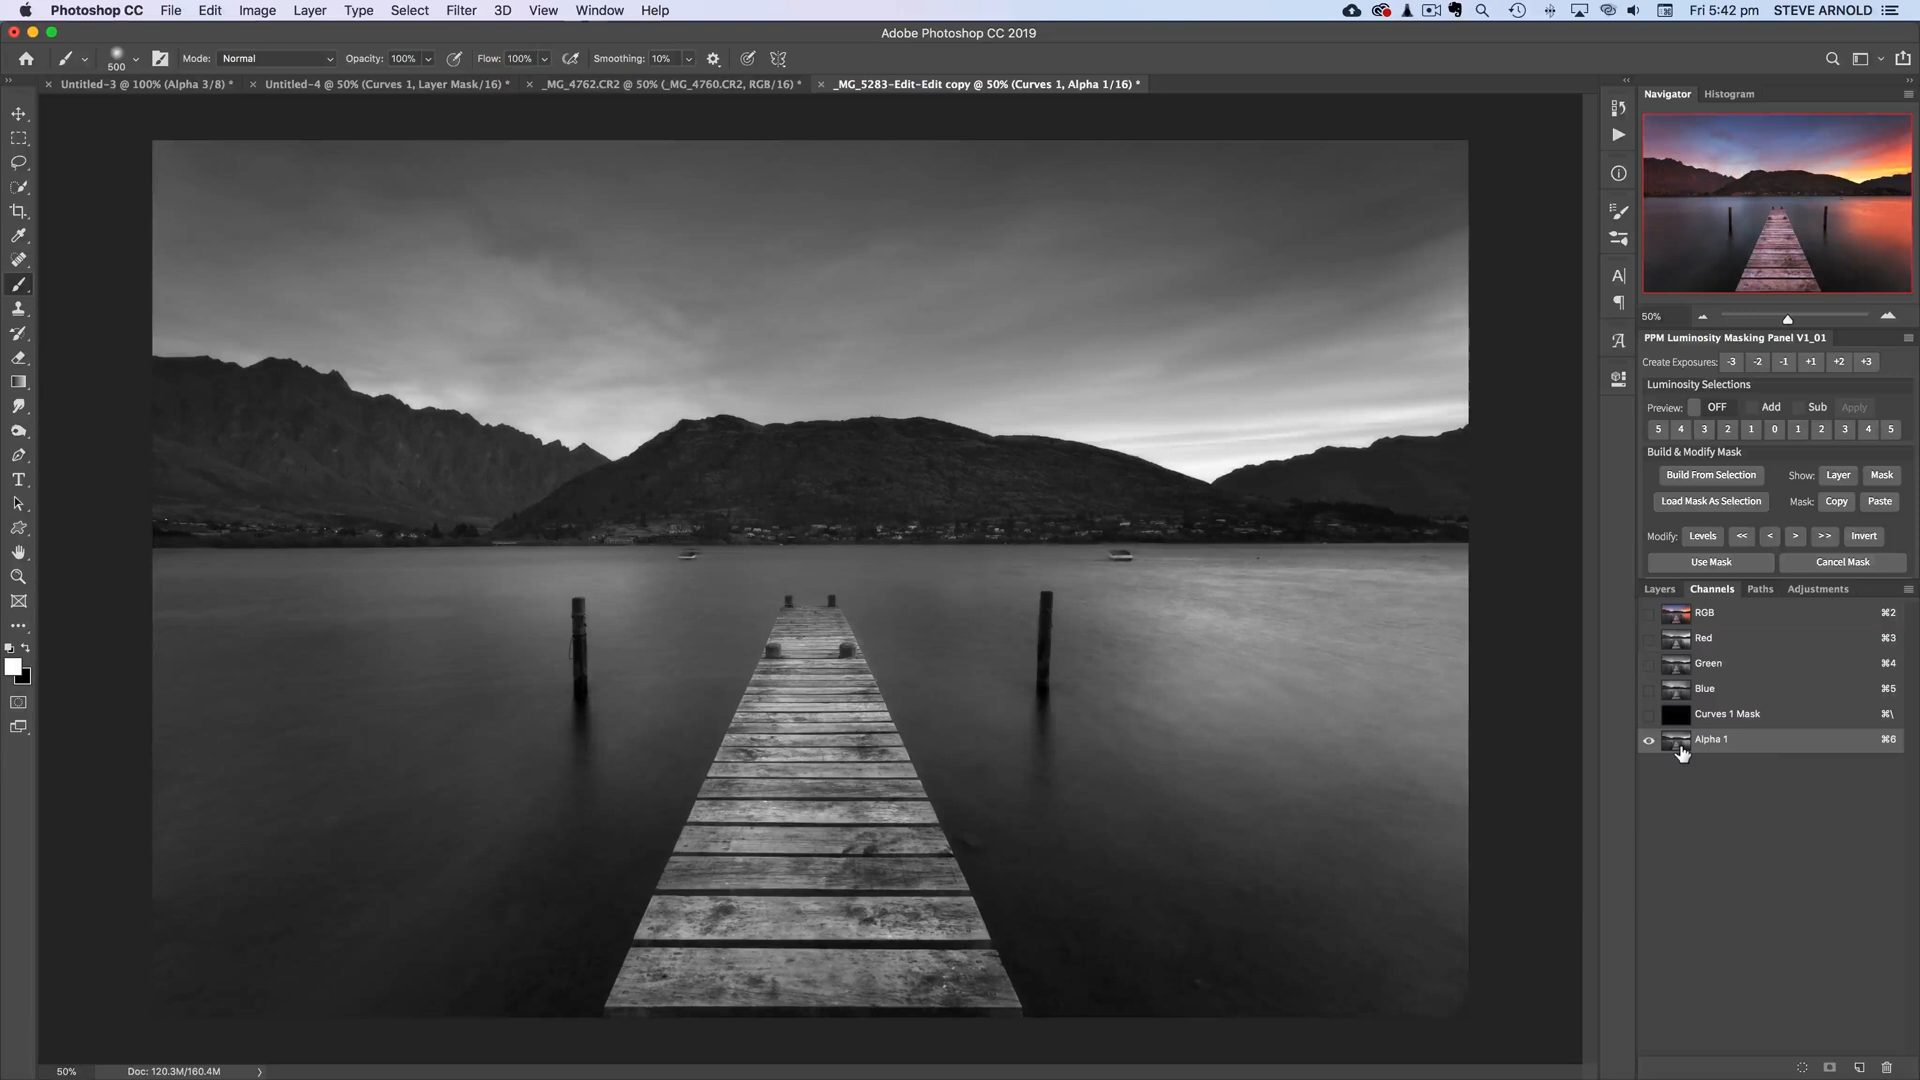 Photoshop CC File Edit Image Layer Type Select Filter 3D View Window Help Fri 5:42 pm STEVE ARNOLD
Adobe Photoshop CC 2019
500 Mode: Normal Opacity: 100% Flow: 100% Smoothing: 10%
Untitled-3 @ 100% (Alpha 3/8) * Untitled-4 @ 50% (Curves 1, Layer Mask/16) * _MG_4762.CR2 @ 50% (_MG_4760.CR2, RGB/16) * _MG_5283-Edit-Edit copy @ 50% (Curves 1, Alpha 1/16) *
Navigator Histogram
50%
PPM Luminosity Masking Panel V1_01
Create Exposures: -3 -2 -1 +1 +2 +3
Luminosity Selections
Preview: OFF Add Sub Apply
5 4 3 2 1 0 1 2 3 4 5
Build & Modify Mask
Build From Selection Show: Layer Mask
Load Mask As Selection Mask: Copy Paste
Modify: Levels << < > >> Invert
Use Mask Cancel Mask
Layers Channels Paths Adjustments
RGB ⌘2
Red ⌘3
Green ⌘4
Blue ⌘5
Curves 1 Mask ⌘\
Alpha 1 ⌘6
50% Doc: 120.3M/160.4M